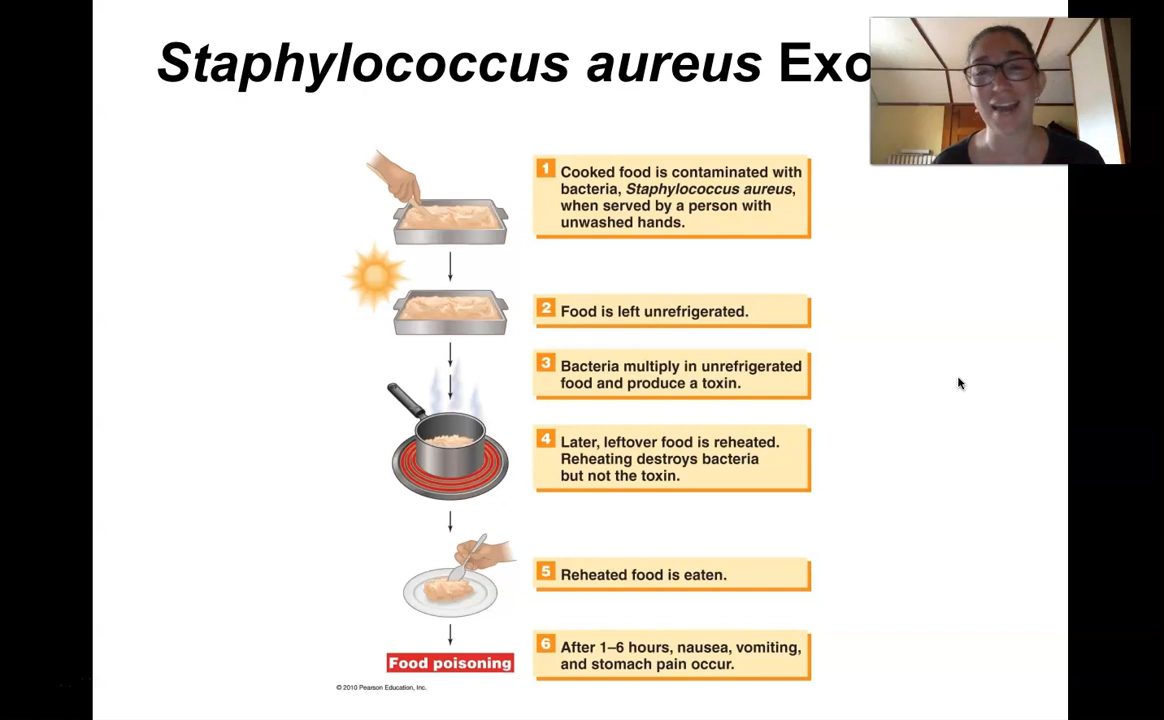 Staphylococcus aureus Exo
1 Cooked food is contaminated with
bacteria, Staphylococcus aureus,
when served by a person with
unwashed hands.
2 Food is left unrefrigerated.
3 Bacteria multiply in unrefrigerated
food and produce a toxin.
4 Later, leftover food is reheated.
Reheating destroys bacteria
but not the toxin.
5 Reheated food is eaten.
6 After 1–6 hours, nausea, vomiting,
and stomach pain occur.
Food poisoning
© 2010 Pearson Education, Inc.